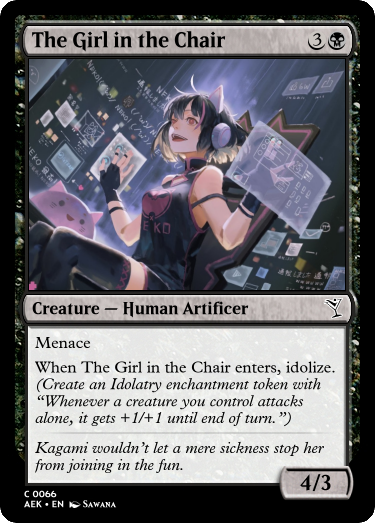 The Girl in the Chair 3
NEKO
EKO
Creature — Human Artificer
Menace
When The Girl in the Chair enters, idolize.
(Create an Idolatry enchantment token with
“Whenever a creature you control attacks
alone, it gets +1/+1 until end of turn.”)
Kagami wouldn't let a mere sickness stop her
from joining in the fun.
4/3
C 0066
AEK • EN SAWANA